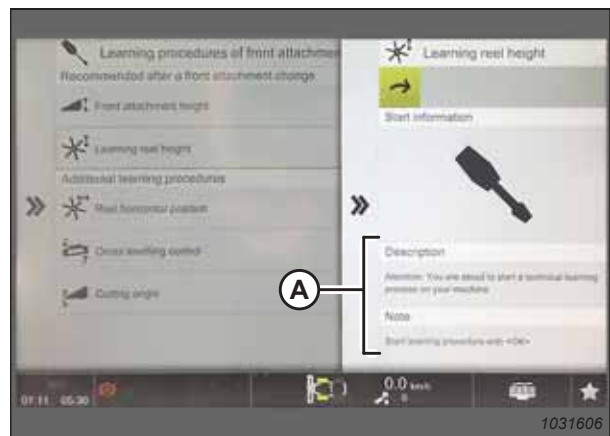 Learning procedures of front attachmen
Recommended after a front attachment change
Front attachment height
Learning reel height
Additional learning procedures
Reel horizontal position
Cross levelling control
Cutting angle
07.11 05:30
Learning reel height
Start information
Description
Attention: You are about to start a technical learning
process on your machine
Note
Start learning procedure with <OK>
A
0.0 km/h
0
1031606